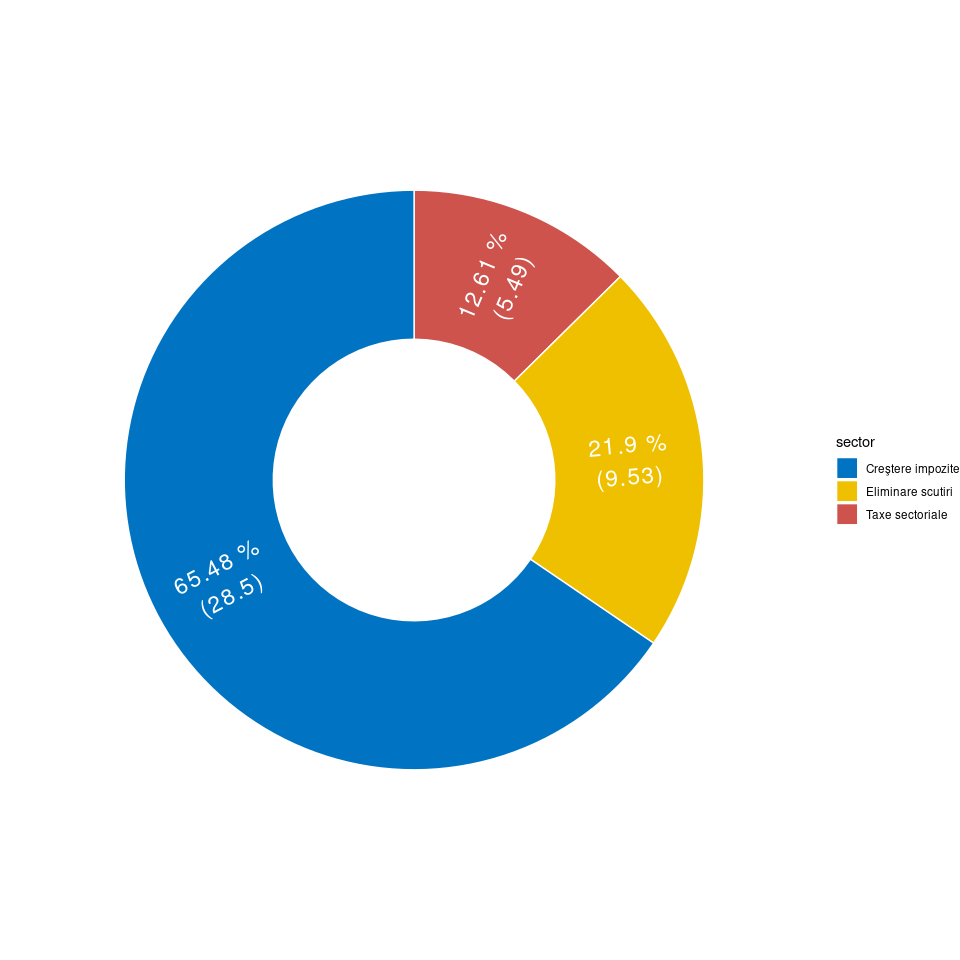 12.61 %
(5.49)
21.9 %
(9.53)
65.48 %
(28.5)
sector
Creştere impozite
Eliminare scutiri
Taxe sectoriale